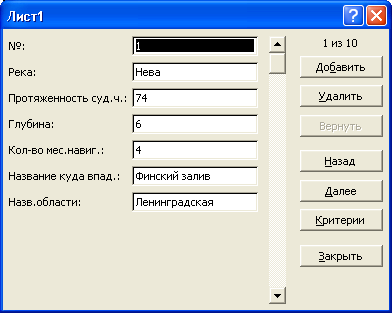 Лист1
№: 1
Река: Нева
Протяженность суд.ч.: 74
Глубина: 6
Кол-во мес.навиг.: 4
Название куда впад.: Финский залив
Назв.области: Ленинградская
1 из 10
Добавить
Удалить
Вернуть
Назад
Далее
Критерии
Закрыть